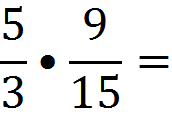 5/3 • 9/15 =